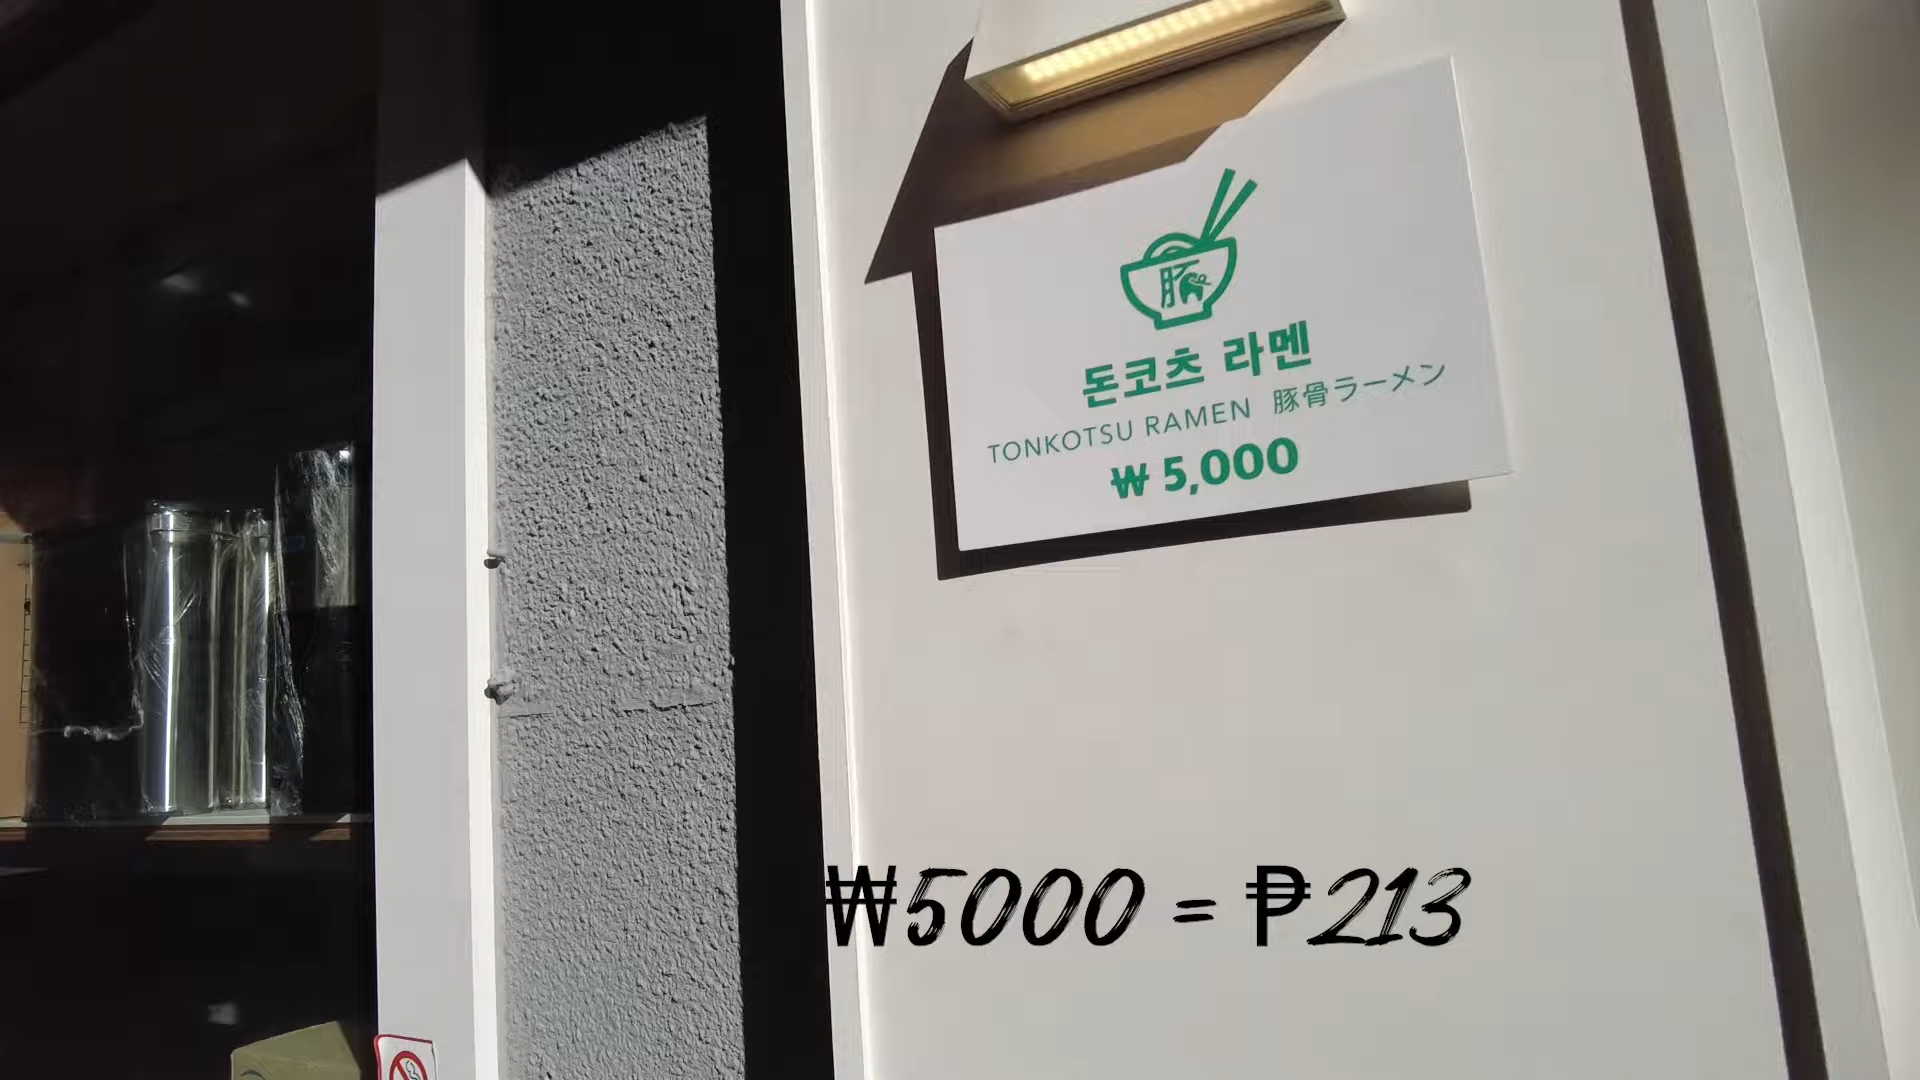 豚
돈코츠 라멘
TONKOTSU RAMEN 豚骨ラーメン
₩ 5,000
₩5000 = ₱213